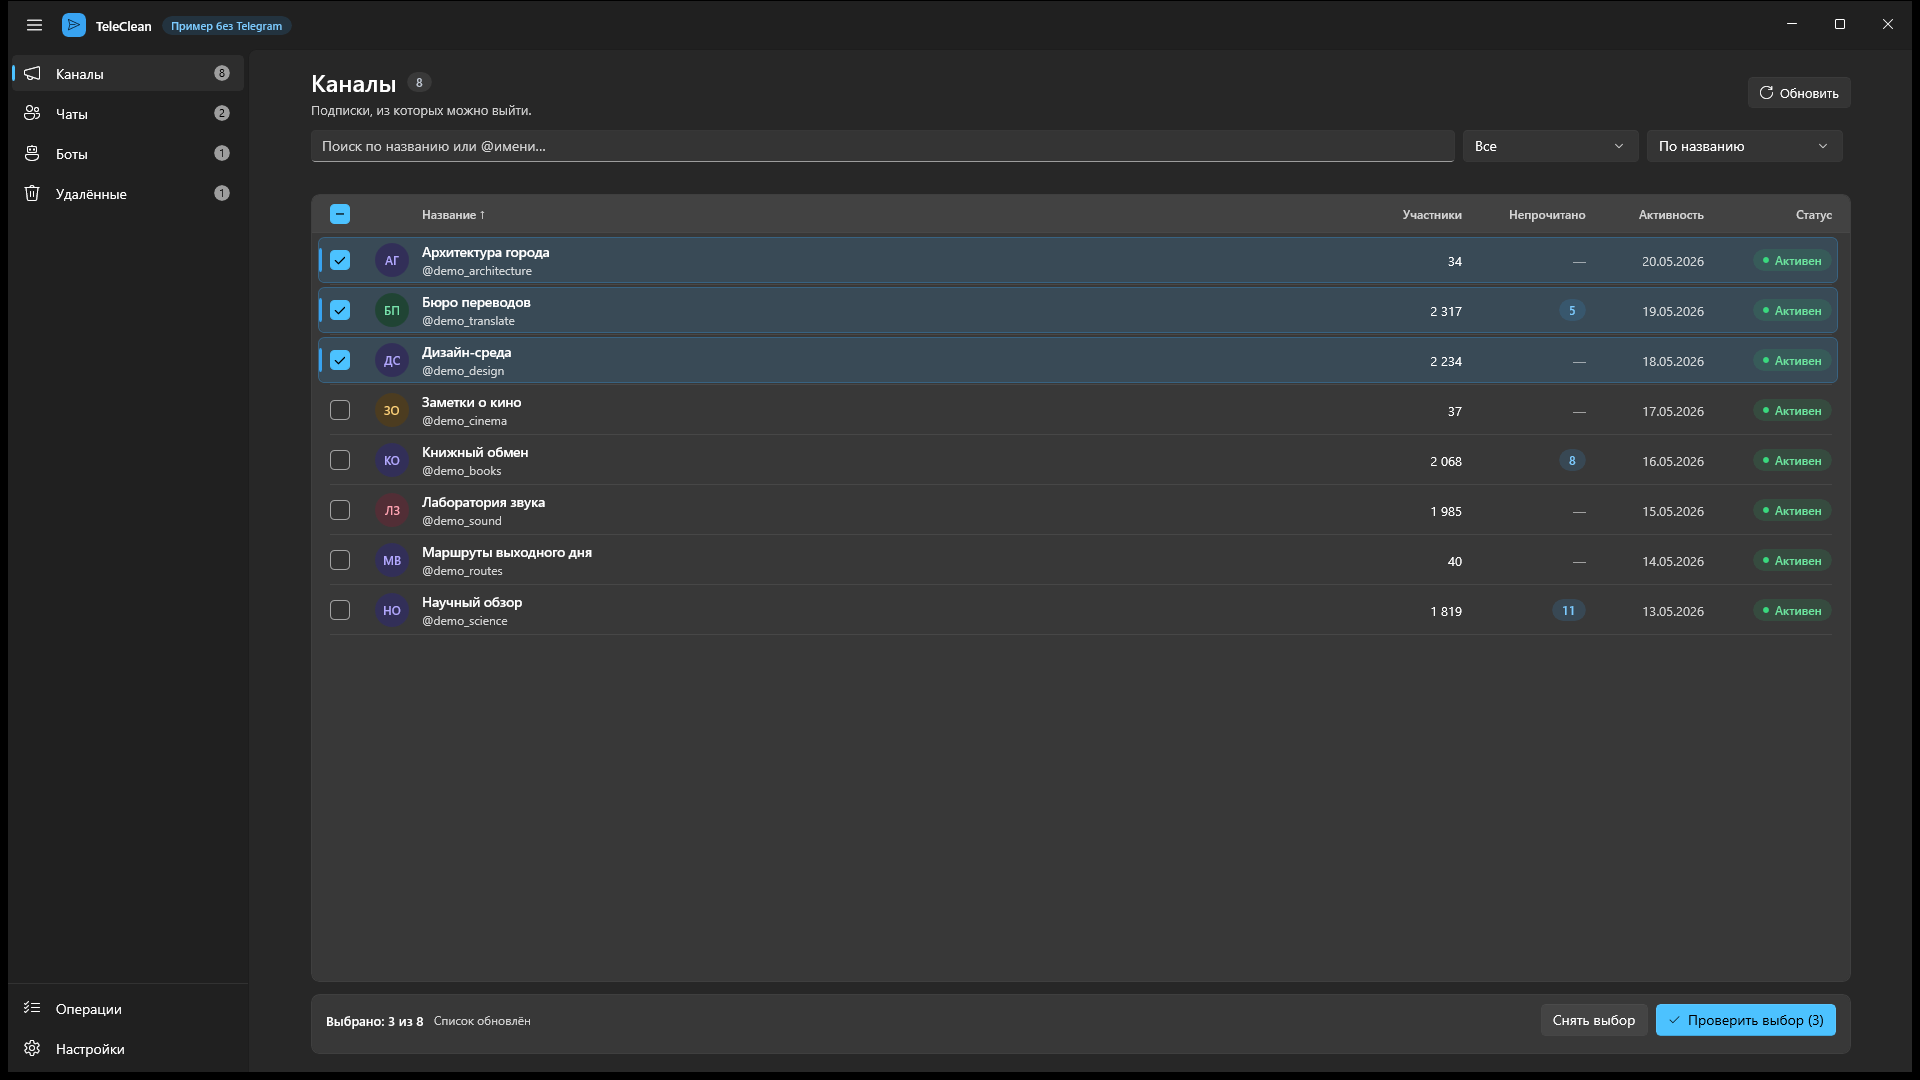 TeleClean Пример без Telegram
Каналы 8
Чаты 2
Боты 1
Удалённые 1
Операции
Настройки
Каналы 8
Подписки, из которых можно выйти.
Обновить
Поиск по названию или @имени...
Все
По названию
Название ↑ Участники Непрочитано Активность Статус
АГ Архитектура города 34 — 20.05.2026 Активен
@demo_architecture
БП Бюро переводов 2 317 5 19.05.2026 Активен
@demo_translate
ДС Дизайн-среда 2 234 — 18.05.2026 Активен
@demo_design
ЗО Заметки о кино 37 — 17.05.2026 Активен
@demo_cinema
КО Книжный обмен 2 068 8 16.05.2026 Активен
@demo_books
ЛЗ Лаборатория звука 1 985 — 15.05.2026 Активен
@demo_sound
МВ Маршруты выходного дня 40 — 14.05.2026 Активен
@demo_routes
НО Научный обзор 1 819 11 13.05.2026 Активен
@demo_science
Выбрано: 3 из 8 Список обновлён
Снять выбор
Проверить выбор (3)